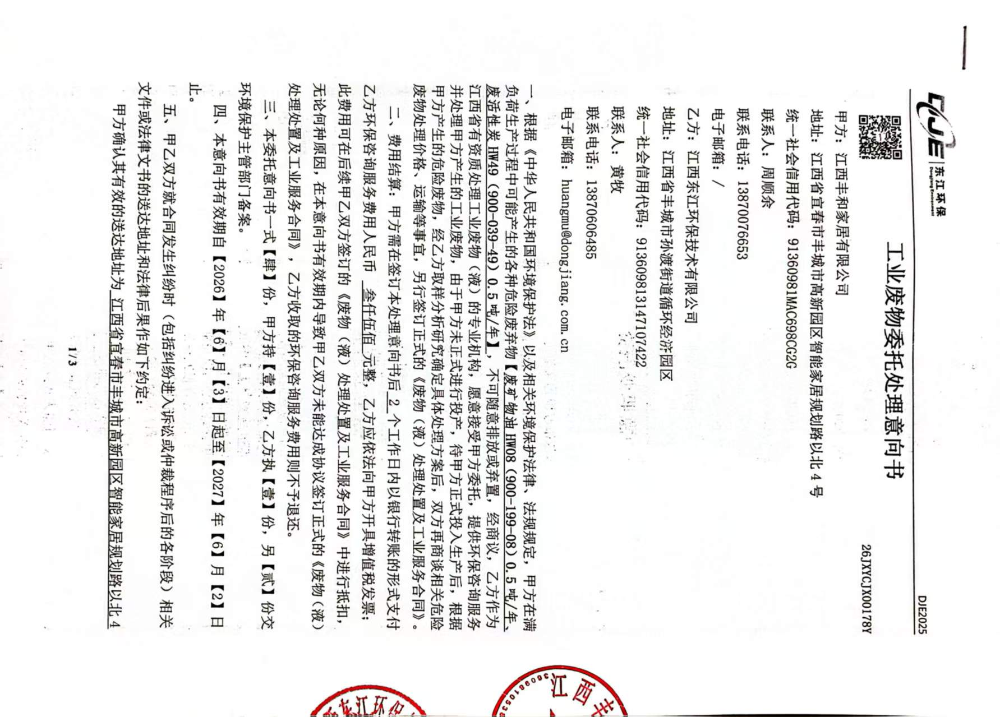 DJE 东江环保
Dongjiang Environment
DJE2025
工业废物委托处理意向书
26JXYCJX00178Y
甲方：江西丰和家居有限公司
地址：江西省宜春市丰城市高新园区智能家居规划路以北 4 号
统一社会信用代码：91360981MAC698CG2G
联系人：周顺余
联系电话：13870076653
电子邮箱：/
乙方：江西东江环保技术有限公司
地址：江西省丰城市孙渡街道循环经济园区
统一社会信用代码：913609813147107422
联系人：黄牧
联系电话：13870606485
电子邮箱：huangmu@dongjiang.com.cn
一、根据《中华人民共和国环境保护法》以及相关环境保护法律、法规规定，甲方在满
负荷生产过程中可能产生的各种危险废弃物【废矿物油 HW08（900-199-08）0.5 吨/年、
废活性炭 HW49（900-039-49）0.5 吨/年】，不可随意排放或弃置，经商议，乙方作为
江西省有资质处理工业废物（液）的专业机构，愿意接受甲方委托，提供环保咨询服务
并处理甲方产生的工业废物，由于甲方未正式进行投产，待甲方正式投入生产后，根据
甲方产生的危险废物，经乙方取样分析研究确定具体处理方案后，双方再商谈相关危险
废物处理价格、运输等事宜，另行签订正式的《废物（液）处理处置及工业服务合同》。
二、费用结算：甲方需在签订本处理意向书后 2 个工作日内以银行转账的形式支付
乙方环保咨询服务费用人民币 叁仟伍佰 元整，乙方应依法向甲方开具增值税发票；
此费用可在后续甲乙双方签订的《废物（液）处理处置及工业服务合同》中进行抵扣，
无论何种原因，在本意向书有效期内导致甲乙双方未能达成协议签订正式的《废物（液）
处理处置及工业服务合同》，乙方收取的环保咨询服务费用则不予退还。
三、本委托意向书一式【肆】份，甲方持【壹】份，乙方执【壹】份，另【贰】份交
环境保护主管部门备案。
四、本意向书有效期自【2026】年【6】月【3】日起至【2027】年【6】月【2】日
止。
五、甲乙双方就合同发生纠纷时（包括纠纷进入诉讼或仲裁程序后的各阶段）相关
文件或法律文书的送达地址和法律后果作如下约定：
甲方确认其有效的送达地址为 江西省宜春市丰城市高新园区智能家居规划路以北 4
1/3
江西丰
东江环保